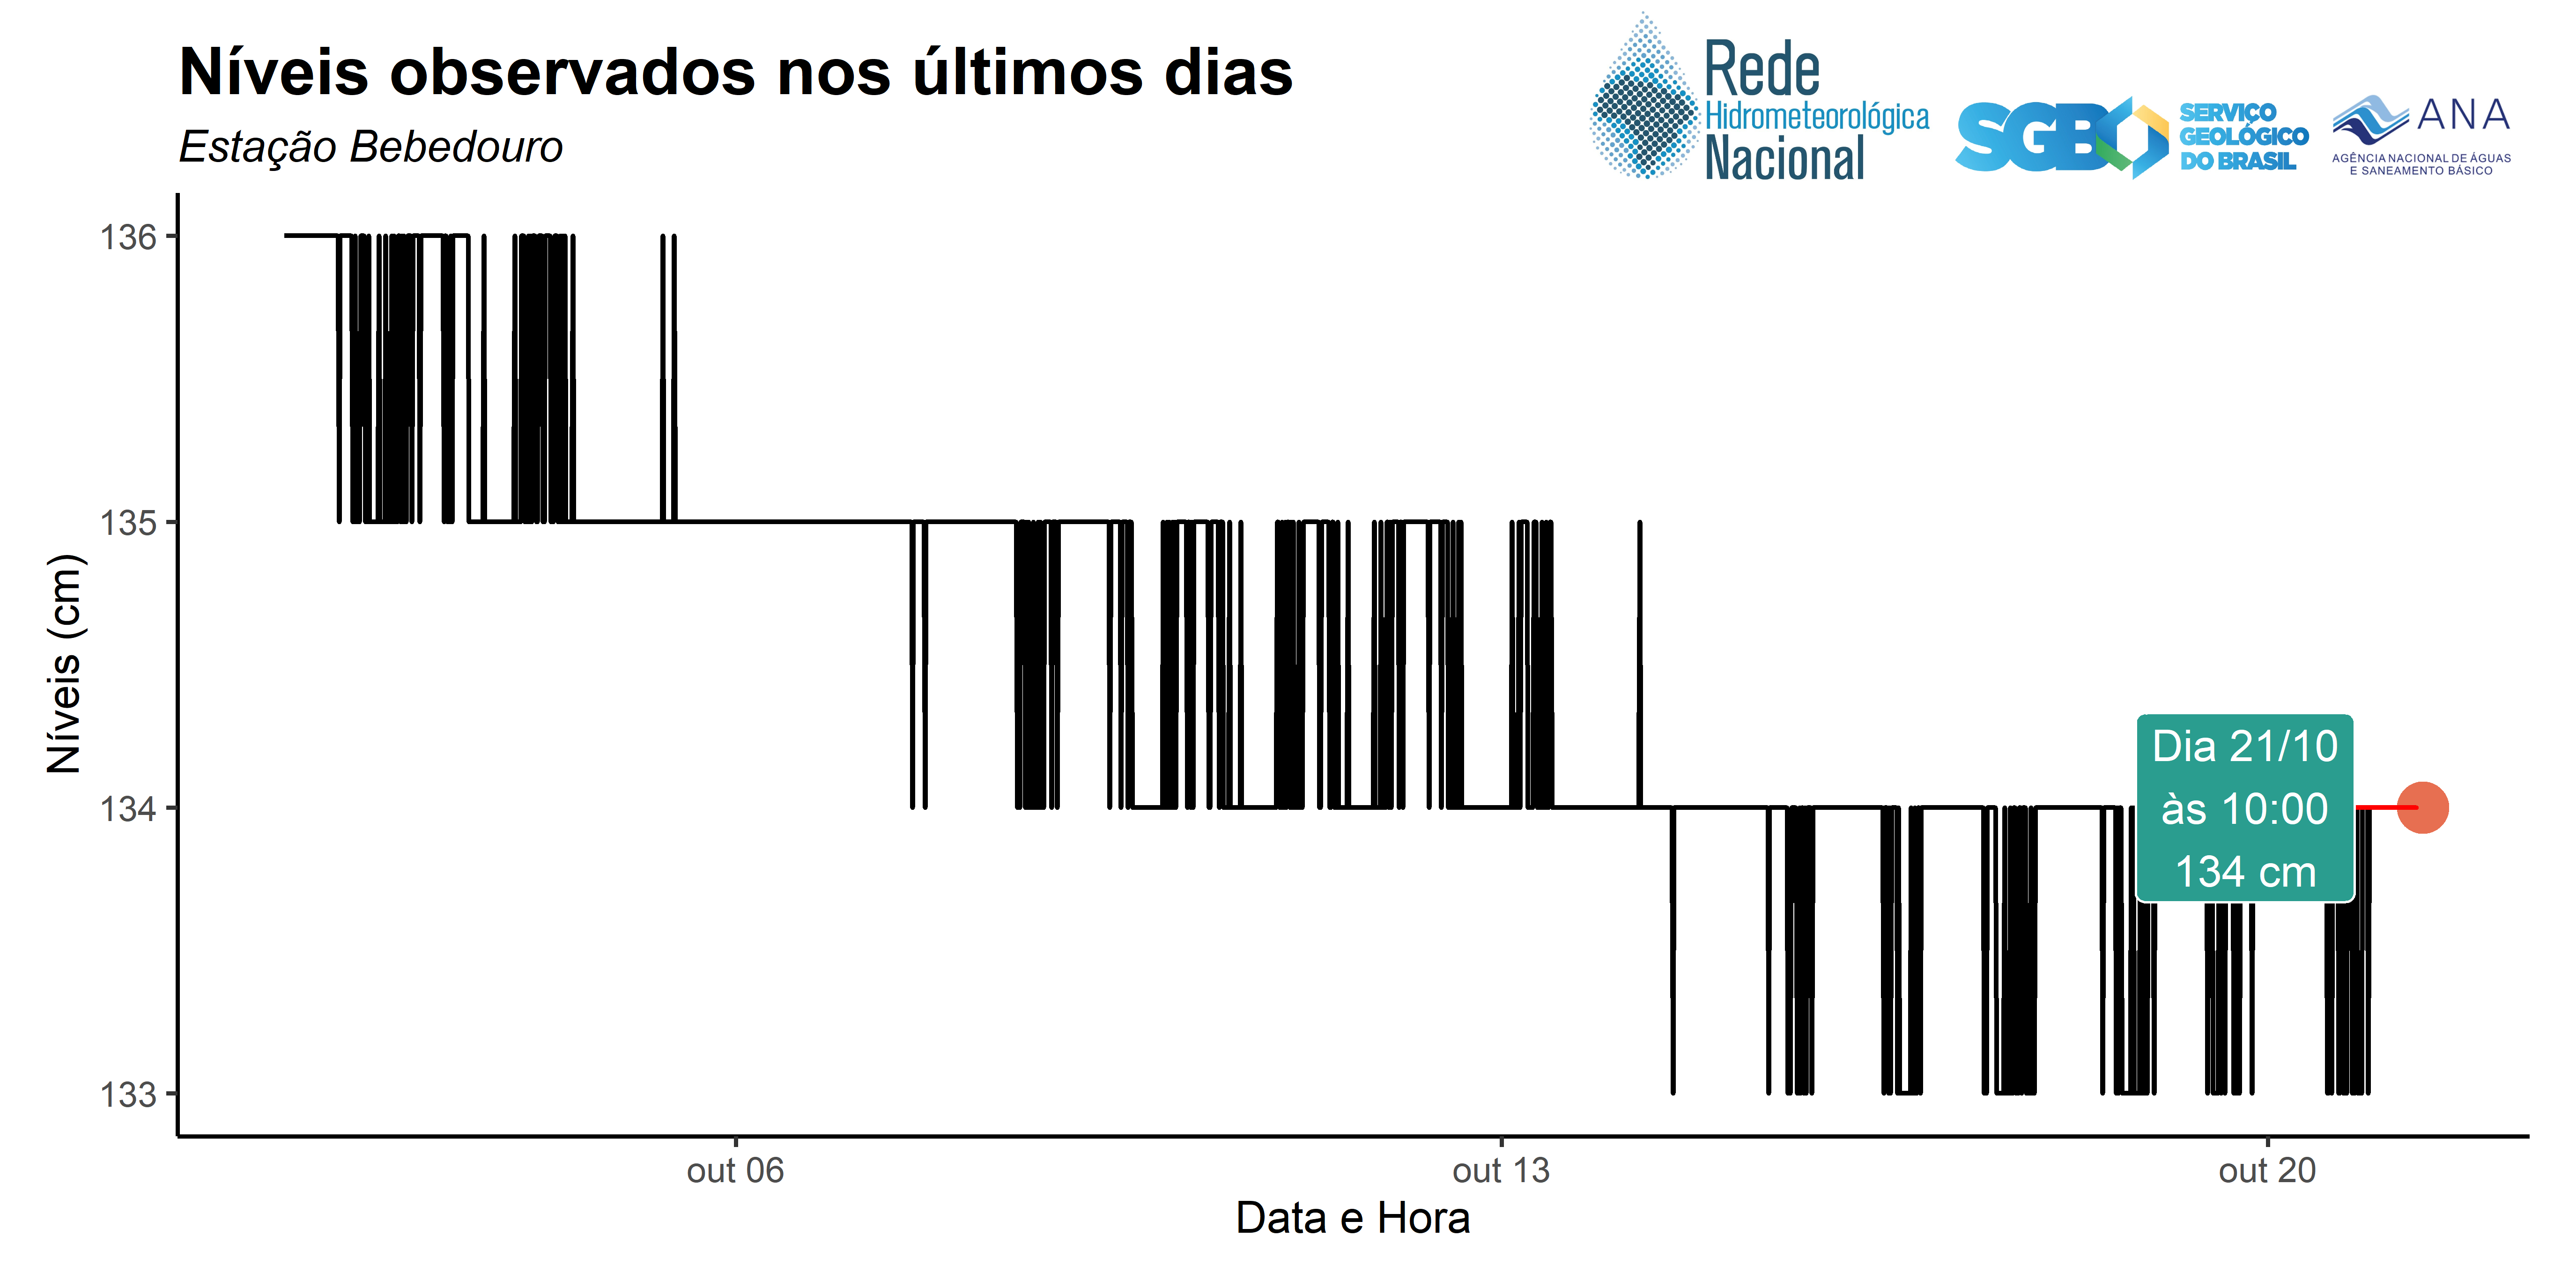 Níveis observados nos últimos dias
Estação Bebedouro
Rede
Hidrometeorológica
Nacional
SGB
SERVIÇO
GEOLÓGICO
DO BRASIL
ANA
AGÊNCIA NACIONAL DE ÁGUAS
E SANEAMENTO BÁSICO
Níveis (cm)
136
135
134
133
Dia 21/10
às 10:00
134 cm
out 06
out 13
out 20
Data e Hora